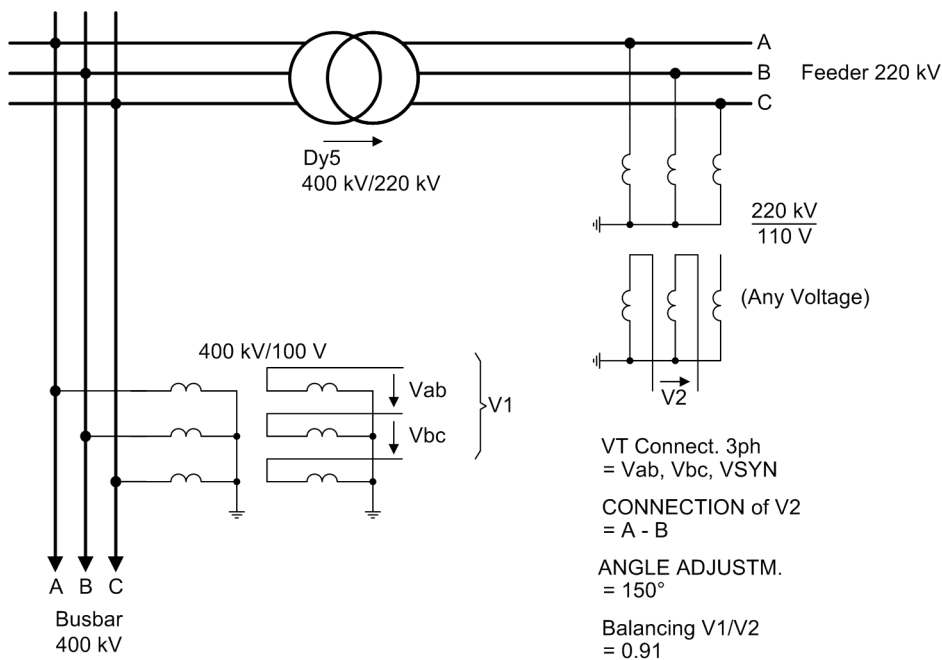 A
B
Feeder 220 kV
C
Dy5
400 kV/220 kV
220 kV
110 V
(Any Voltage)
V2
400 kV/100 V
Vab
V1
Vbc
A B C
Busbar
400 kV
VT Connect. 3ph
= Vab, Vbc, VSYN
CONNECTION of V2
= A - B
ANGLE ADJUSTM.
= 150°
Balancing V1/V2
= 0.91